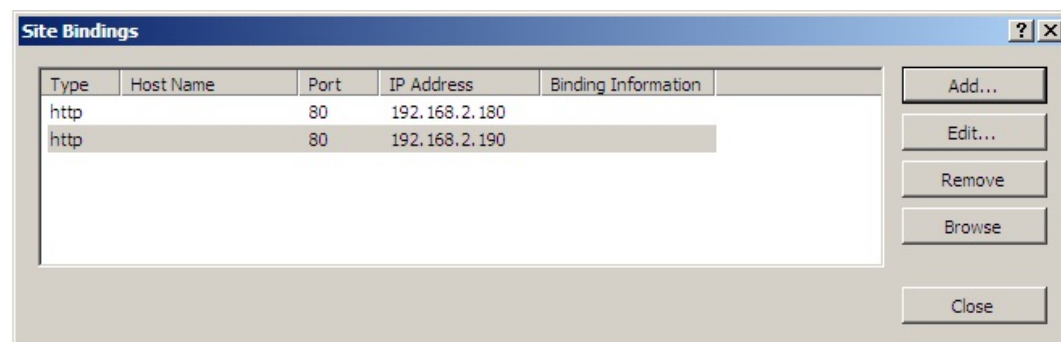 Site Bindings
? X
Type Host Name Port IP Address Binding Information
http 80 192.168.2.180
http 80 192.168.2.190
Add...
Edit...
Remove
Browse
Close